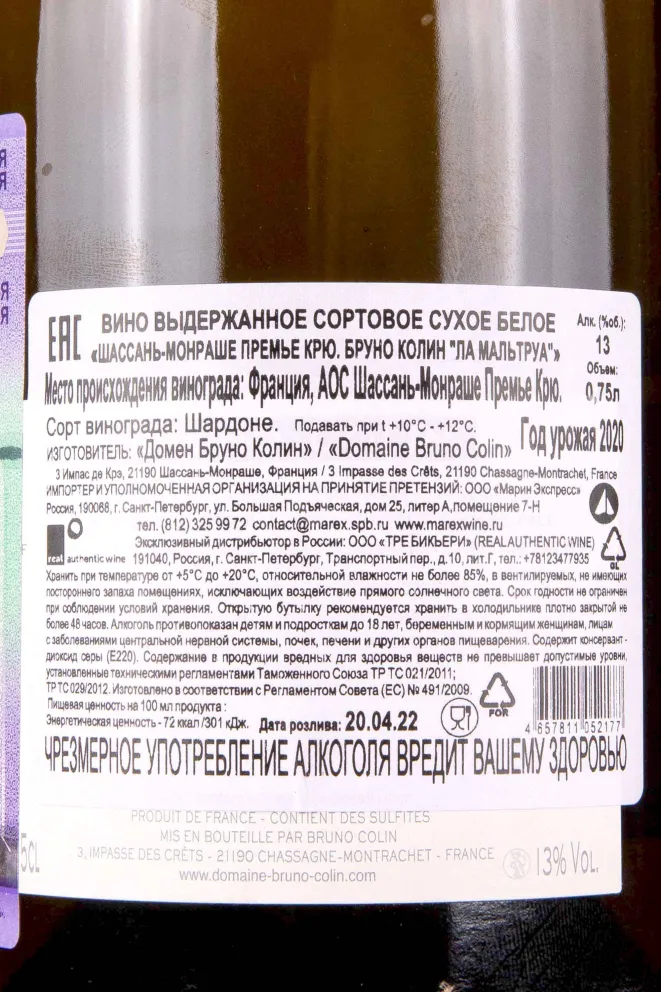 Я
Я
Я
Я
ЕАС
ВИНО ВЫДЕРЖАННОЕ СОРТОВОЕ СУХОЕ БЕЛОЕ
Алк. (%об.):
«ШАССАНЬ-МОНРАШЕ ПРЕМЬЕ КРЮ. БРУНО КОЛИН "ЛА МАЛЬТРУА"»
13
Место происхождения винограда: Франция, АОС Шассань-Монраше Премье Крю.
Объем:
0,75л
Сорт винограда: Шардоне. Подавать при t +10°C - +12°C.
Год урожая 2020
ИЗГОТОВИТЕЛЬ: «Домен Бруно Колин» / «Domaine Bruno Colin»
3 Импас де Крэ, 21190 Шассань-Монраше, Франция / 3 Impasse des Crêts, 21190 Chassagne-Montrachet, France
ИМПОРТЕР И УПОЛНОМОЧЕННАЯ ОРГАНИЗАЦИЯ НА ПРИНЯТИЕ ПРЕТЕНЗИЙ: ООО «Марин Экспресс»
Россия, 190068, г. Санкт-Петербург, ул. Большая Подъяческая, дом 25, литер А, помещение 7-Н
тел. (812) 325 99 72 contact@marex.spb.ru www.marexwine.ru
Эксклюзивный дистрибьютор в России: ООО «ТРЕ БИКЬЕРИ» (REAL AUTHENTIC WINE)
real authentic wine
191040, Россия, г. Санкт-Петербург, Транспортный пер., д.10, лит.Г, тел.: +78123477935
GL
Хранить при температуре от +5°C до +20°C, относительной влажности не более 85%, в вентилируемых, не имеющих
постороннего запаха помещениях, исключающих воздействие прямого солнечного света. Срок годности не ограничен
при соблюдении условий хранения. Открытую бутылку рекомендуется хранить в холодильнике плотно закрытой не
более 48 часов. Алкоголь противопоказан детям и подросткам до 18 лет, беременным и кормящим женщинам, лицам
с заболеваниями центральной нервной системы, почек, печени и других органов пищеварения. Содержит консервант -
диоксид серы (Е220). Содержание в продукции вредных для здоровья веществ не превышает допустимые уровни,
установленные техническими регламентами Таможенного Союза ТР ТС 021/2011;
ТР ТС 029/2012. Изготовлено в соответствии с Регламентом Совета (ЕС) № 491/2009.
Пищевая ценность на 100 мл продукта :
Энергетическая ценность - 72 ккал /301 кДж. Дата розлива: 20.04.22
FOR
4 657811 052177
ЧРЕЗМЕРНОЕ УПОТРЕБЛЕНИЕ АЛКОГОЛЯ ВРЕДИТ ВАШЕМУ ЗДОРОВЬЮ
PRODUIT DE FRANCE - CONTIENT DES SULFITES
MIS EN BOUTEILLE PAR BRUNO COLIN
5CL
3, IMPASSE DES CRÊTS - 21190 CHASSAGNE-MONTRACHET - FRANCE
13% VOL.
www.domaine-bruno-colin.com